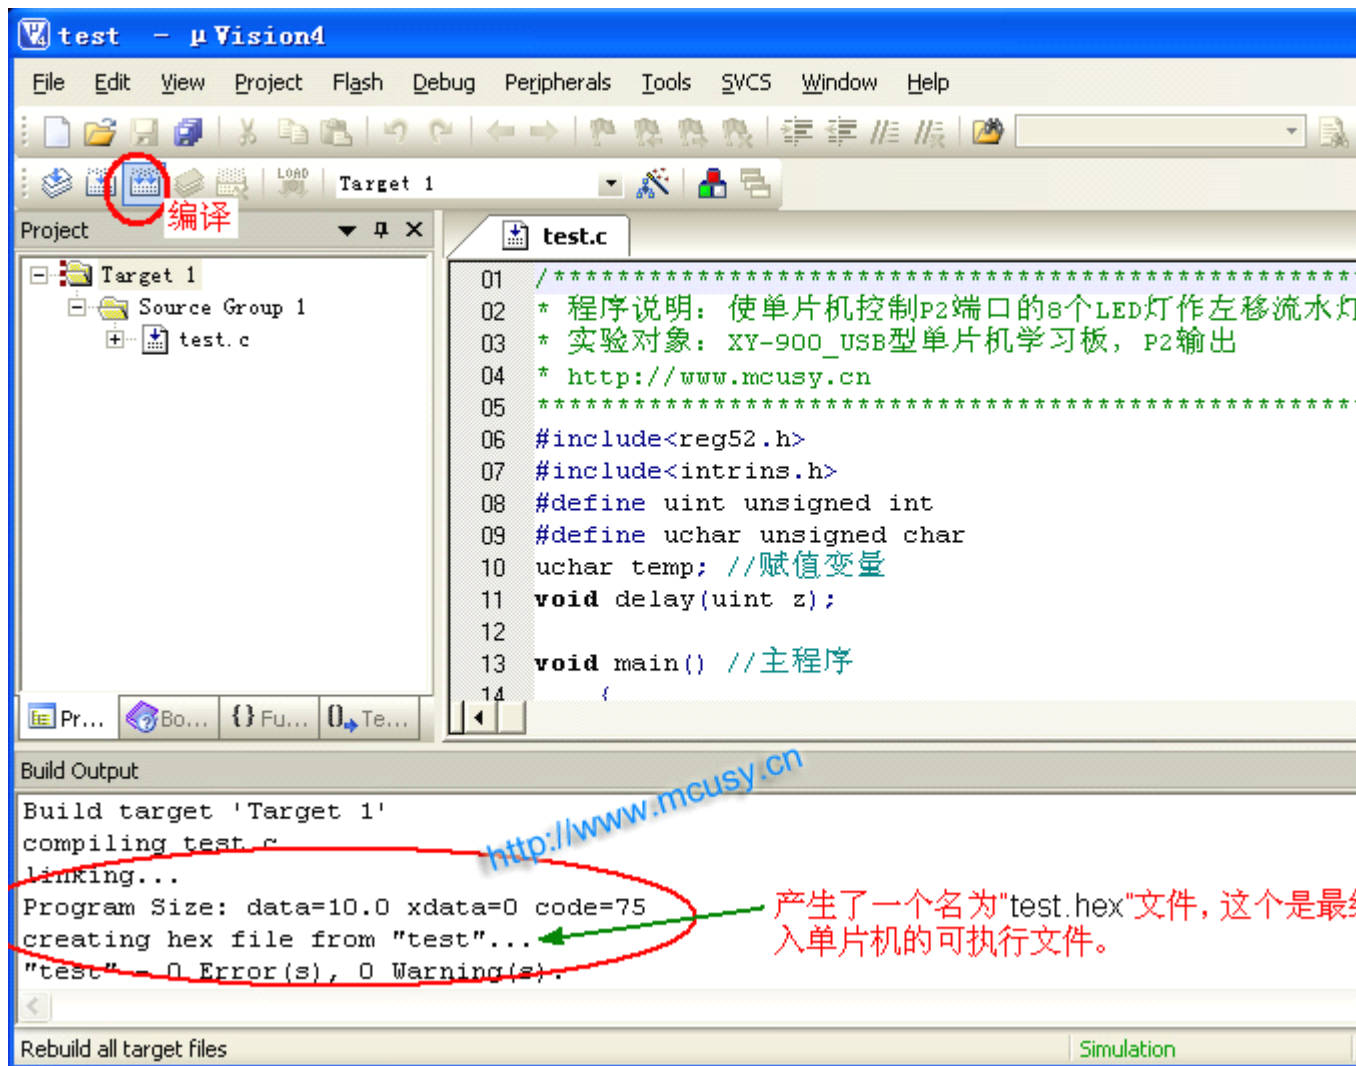 test - μVision4
File Edit View Project Flash Debug Peripherals Tools SVCS Window Help
LOAD Target 1
编译
Project
test.c
Target 1
Source Group 1
test.c
01 /***************************************************
02 * 程序说明：使单片机控制P2端口的8个LED灯作左移流水灯
03 * 实验对象：XY-900_USB型单片机学习板，P2输出
04 * http://www.mcusy.cn
05 ****************************************************
06 #include<reg52.h>
07 #include<intrins.h>
08 #define uint unsigned int
09 #define uchar unsigned char
10 uchar temp; //赋值变量
11 void delay(uint z);
12
13 void main() //主程序
14 {
Pr... Bo... {} Fu... 0 Te...
Build Output
http://www.mcusy.cn
Build target 'Target 1'
compiling test.c
linking...
Program Size: data=10.0 xdata=0 code=75
creating hex file from "test"...
"test" - 0 Error(s), 0 Warning(s).
产生了一个名为"test.hex"文件，这个是最终
入单片机的可执行文件。
Rebuild all target files Simulation